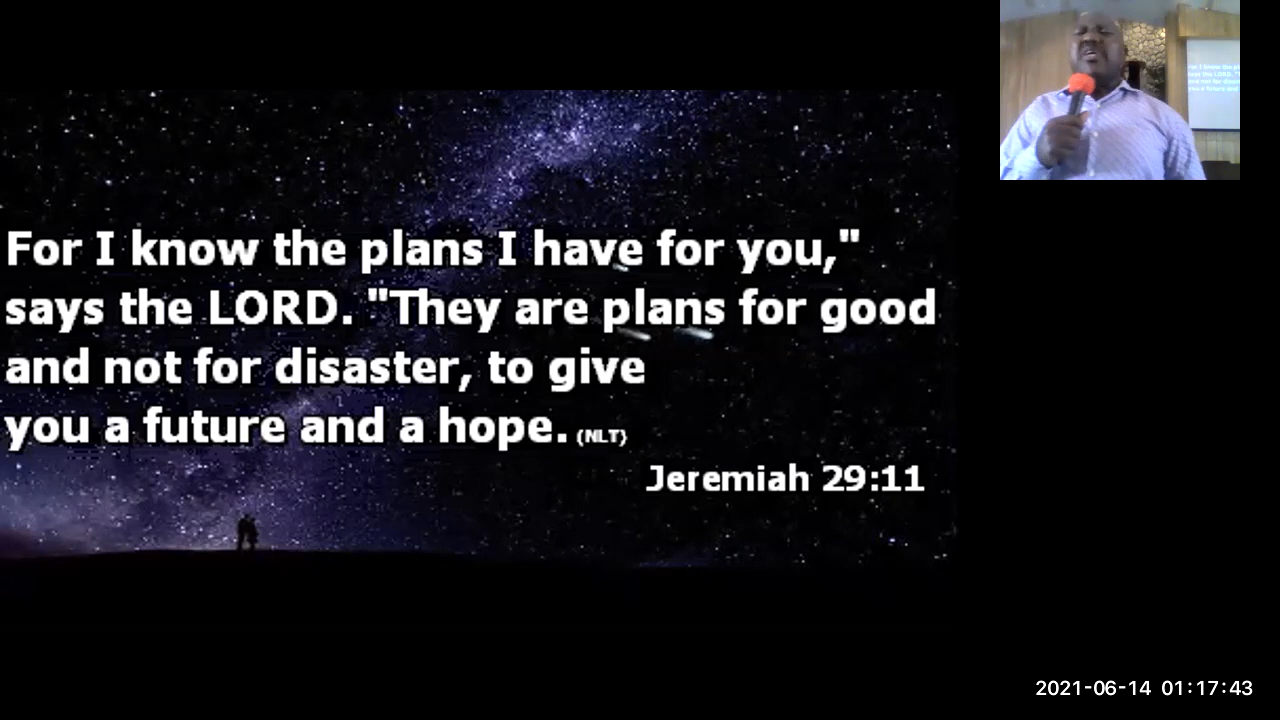 For I know the plans I have for you,"
says the LORD. "They are plans for good
and not for disaster, to give
you a future and a hope. (NLT)
Jeremiah 29:11
2021-06-14 01:17:43